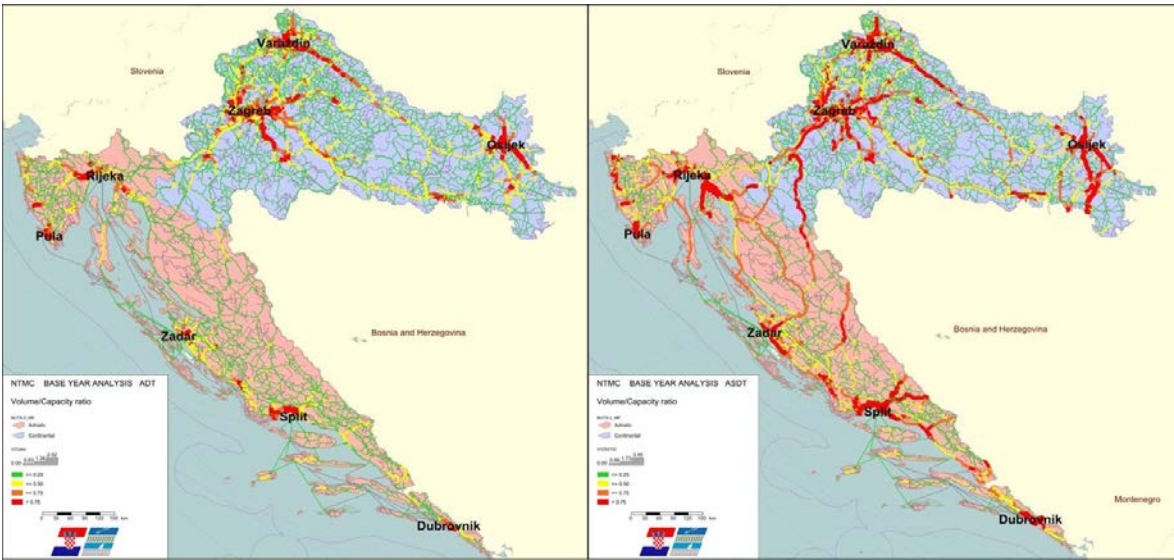 Varaždin
Slovenia
Zagreb
Osijek
Rijeka
Pula
Zadar
Bosnia and Herzegovina
Split
Dubrovnik
NTMC BASE YEAR ANALYSIS ADT
Volume/Capacity ratio
Adriatic
Continental
<= 0.25
<= 0.50
<= 0.75
> 0.75
Varaždin
Slovenia
Zagreb
Osijek
Rijeka
Pula
Zadar
Bosnia and Herzegovina
Split
Montenegro
Dubrovnik
NTMC BASE YEAR ANALYSIS ASDT
Volume/Capacity ratio
Adriatic
Continental
<= 0.25
<= 0.50
<= 0.75
> 0.75